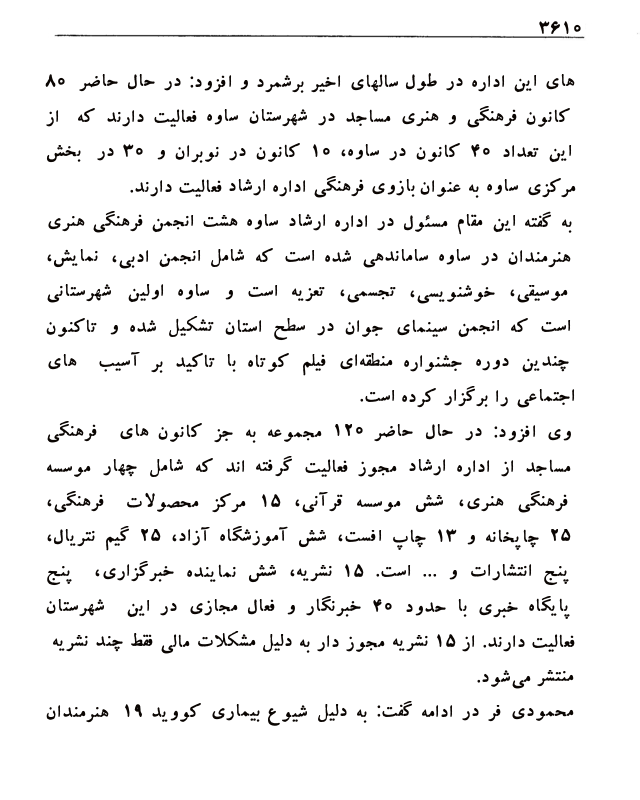 ۳۶۱۰
های این اداره در طول سالهای اخیر برشمرد و افزود: در حال حاضر ۸۰
کانون فرهنگی و هنری مساجد در شهرستان ساوه فعالیت دارند که از
این تعداد ۴۰ کانون در ساوه، ۱۰ کانون در نوبران و ۳۰ در بخش
مرکزی ساوه به عنوان بازوی فرهنگی اداره ارشاد فعالیت دارند.
به گفته این مقام مسئول در اداره ارشاد ساوه هشت انجمن فرهنگی هنری
هنرمندان در ساوه ساماندهی شده است که شامل انجمن ادبی، نمایش،
موسیقی، خوشنویسی، تجسمی، تعزیه است و ساوه اولین شهرستانی
است که انجمن سینمای جوان در سطح استان تشکیل شده و تاکنون
چندین دوره جشنواره منطقه‌ای فیلم کوتاه با تاکید بر آسیب های
اجتماعی را برگزار کرده است.
وی افزود: در حال حاضر ۱۲۰ مجموعه به جز کانون های فرهنگی
مساجد از اداره ارشاد مجوز فعالیت گرفته اند که شامل چهار موسسه
فرهنگی هنری، شش موسسه قرآنی، ۱۵ مرکز محصولات فرهنگی،
۲۵ چاپخانه و ۱۳ چاپ افست، شش آموزشگاه آزاد، ۲۵ گیم نتریال،
پنج انتشارات و ... است. ۱۵ نشریه، شش نماینده خبرگزاری، پنج
پایگاه خبری با حدود ۴۰ خبرنگار و فعال مجازی در این شهرستان
فعالیت دارند. از ۱۵ نشریه مجوز دار به دلیل مشکلات مالی فقط چند نشریه
منتشر می‌شود.
محمودی فر در ادامه گفت: به دلیل شیوع بیماری کووید ۱۹ هنرمندان